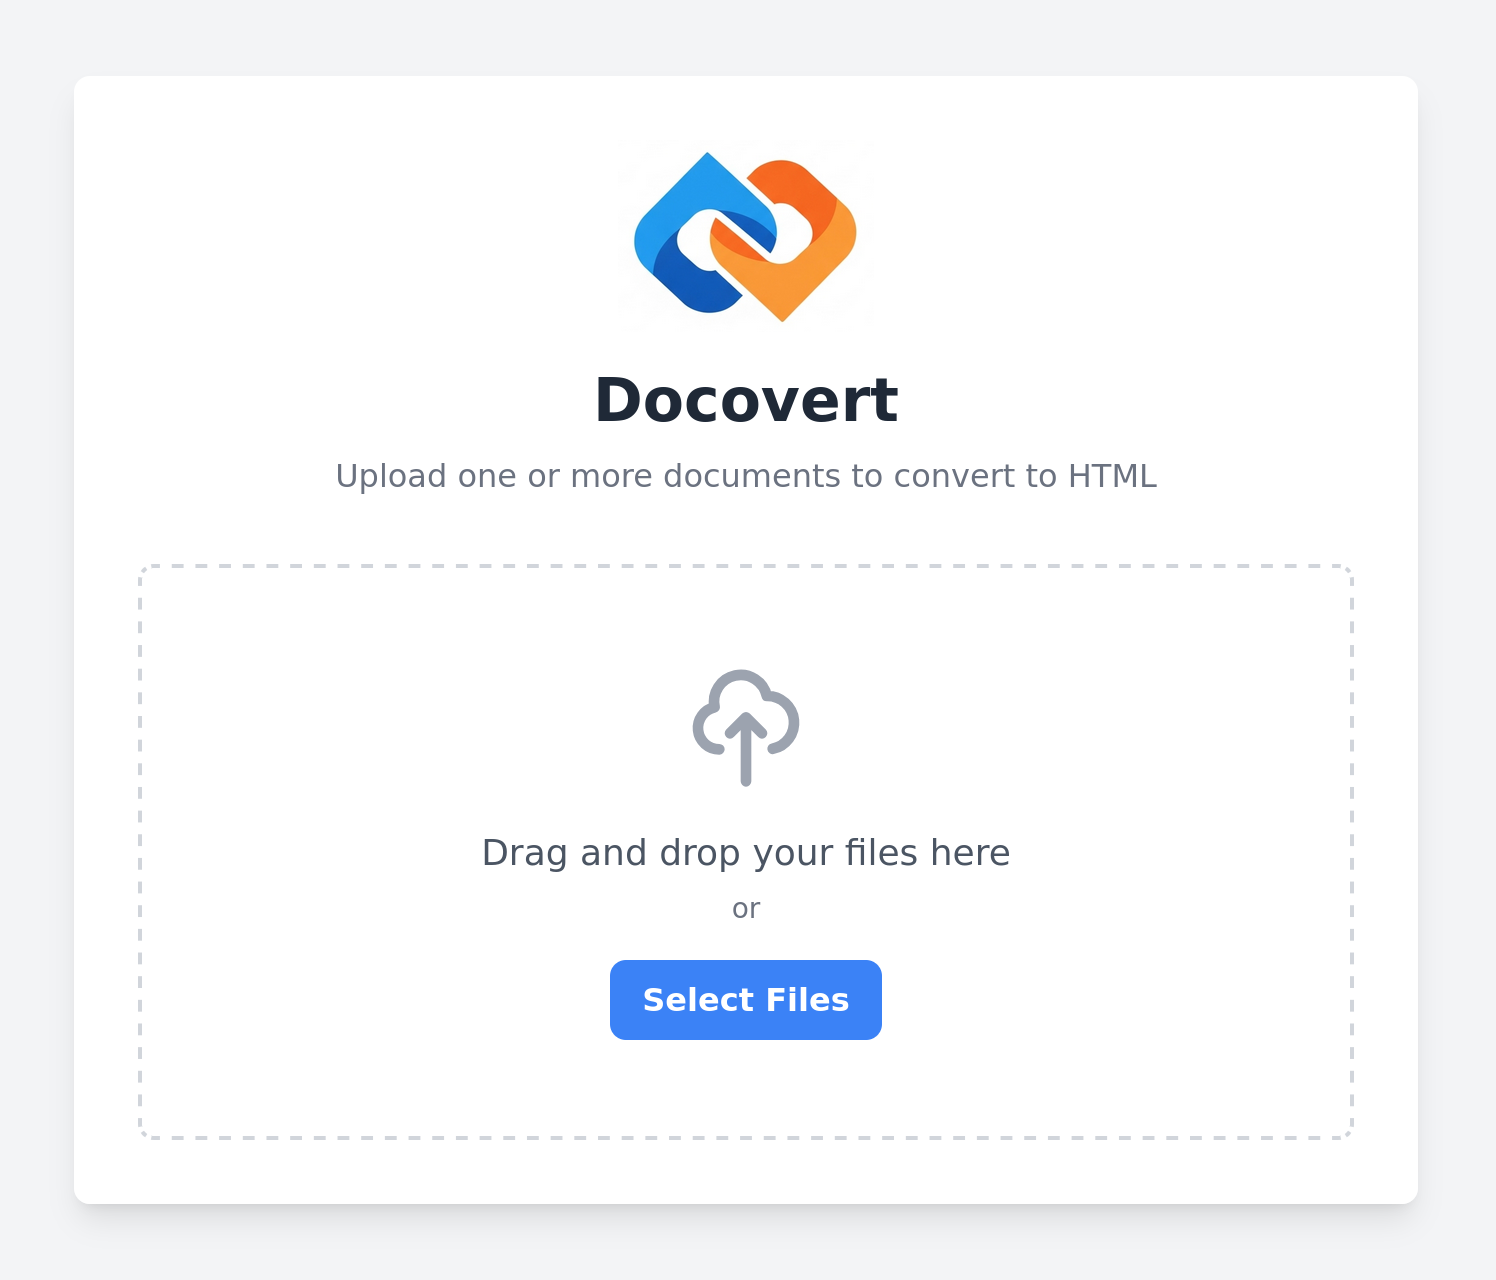 Docovert
Upload one or more documents to convert to HTML
Drag and drop your files here
or
Select Files